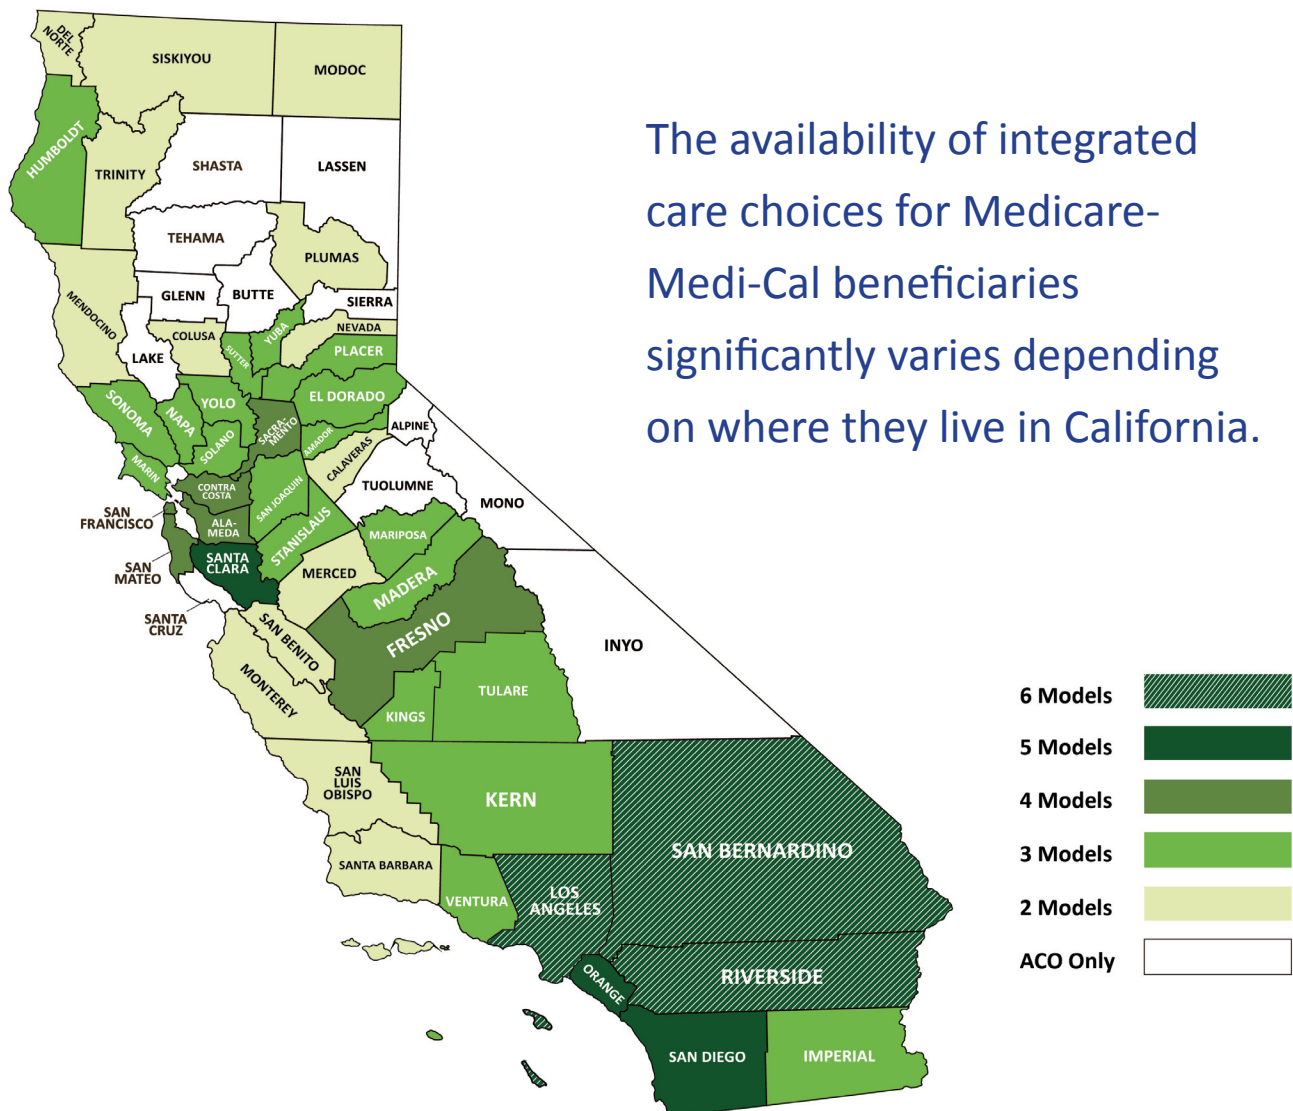 DEL
NORTE
SISKIYOU
MODOC
HUMBOLDT
TRINITY
SHASTA
LASSEN
TEHAMA
PLUMAS
MENDOCINO
GLENN
BUTTE
SIERRA
COLUSA
YUBA
NEVADA
LAKE
SUTTER
PLACER
SONOMA
NAPA
YOLO
EL DORADO
SOLANO
SACRA-
MENTO
AMADOR
ALPINE
MARIN
CALAVERAS
CONTRA
COSTA
SAN JOAQUIN
TUOLUMNE
MONO
SAN
FRANCISCO
ALA-
MEDA
STANISLAUS
MARIPOSA
SAN
MATEO
SANTA
CLARA
MERCED
MADERA
SANTA
CRUZ
SAN BENITO
FRESNO
INYO
MONTEREY
TULARE
KINGS
SAN
LUIS
OBISPO
KERN
SANTA BARBARA
VENTURA
LOS
ANGELES
SAN BERNARDINO
ORANGE
RIVERSIDE
SAN DIEGO
IMPERIAL
The availability of integrated
care choices for Medicare-
Medi-Cal beneficiaries
significantly varies depending
on where they live in California.
6 Models
5 Models
4 Models
3 Models
2 Models
ACO Only